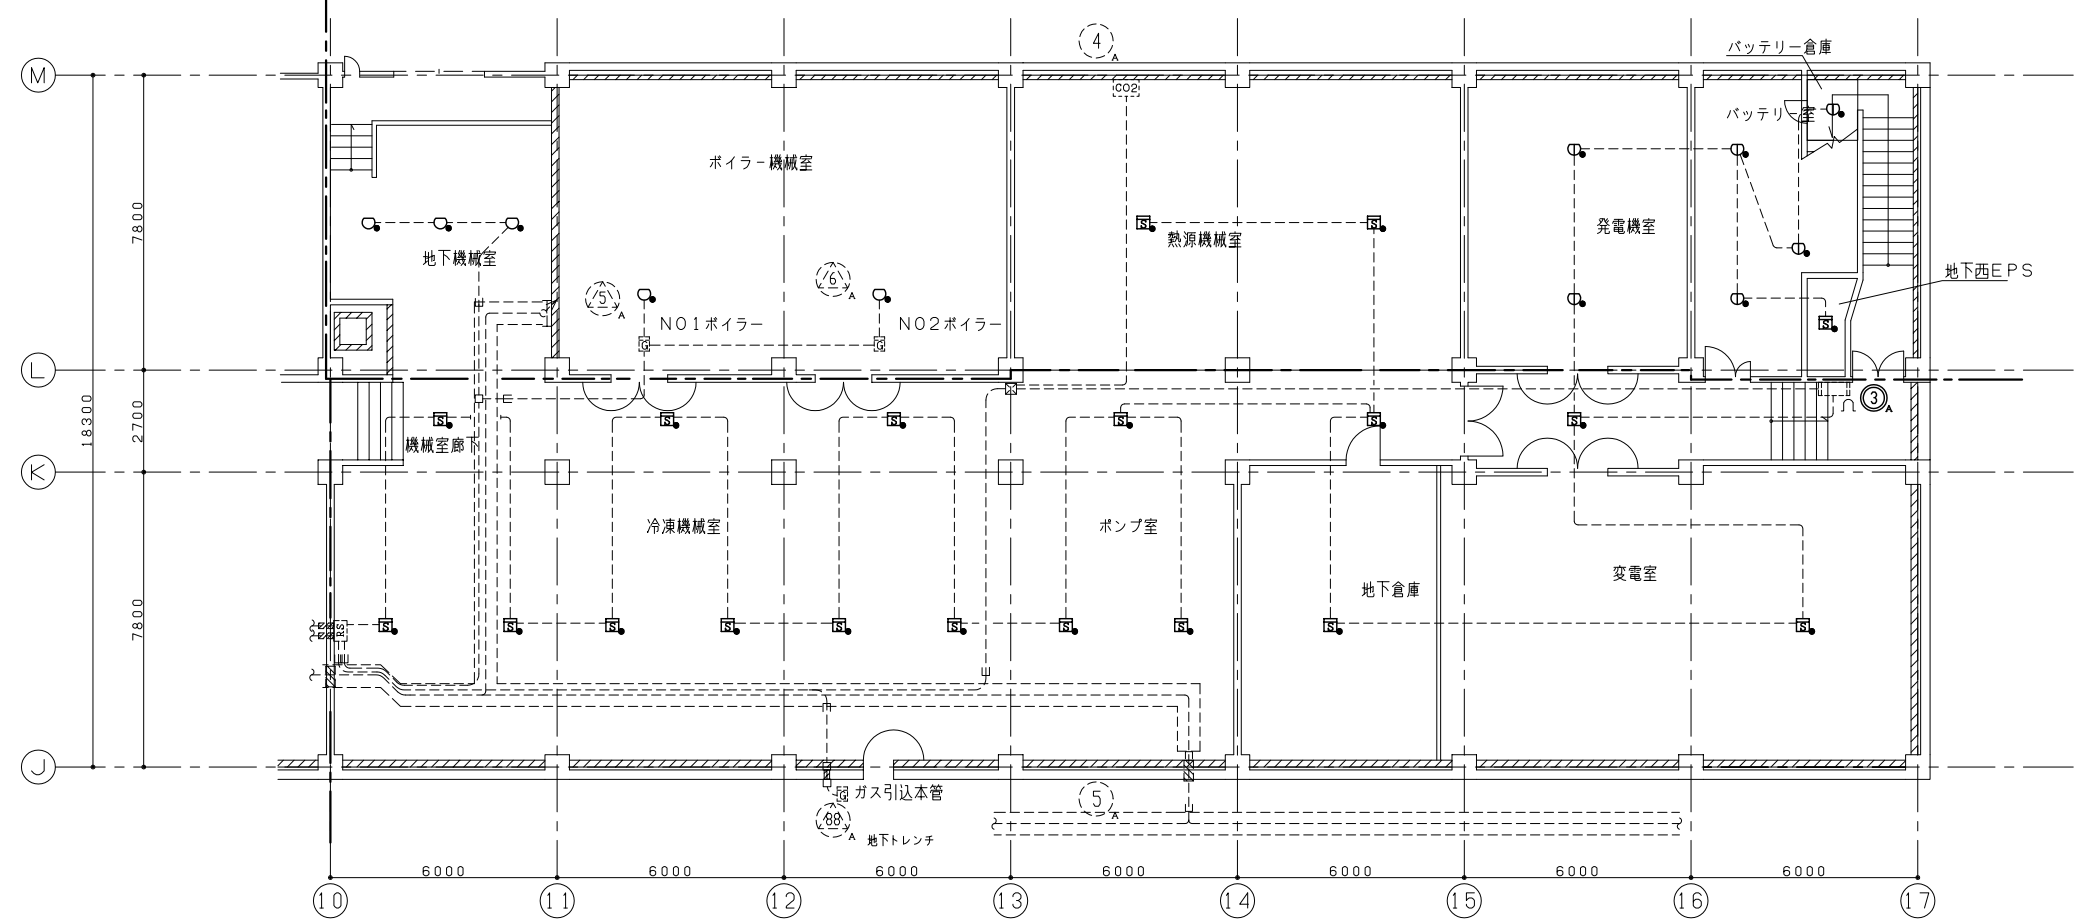 4
A
バッテリー倉庫
M
CO2
バッテリー室
ボイラー機械室
7800
発電機室
S
S
熱源機械室
地下機械室
地下西EPS
5
A
6
A
NO1ボイラー
NO2ボイラー
S
G
G
L
3
A
18300
2700
S
S
S
S
S
S
機械室廊下
K
冷凍機械室
ポンプ室
変電室
地下倉庫
7800
RS
S
S
S
S
S
S
S
S
S
S
J
G
ガス引込本管
5
A
88
A
地下トレンチ
6000
6000
6000
6000
6000
6000
6000
10
11
12
13
14
15
16
17